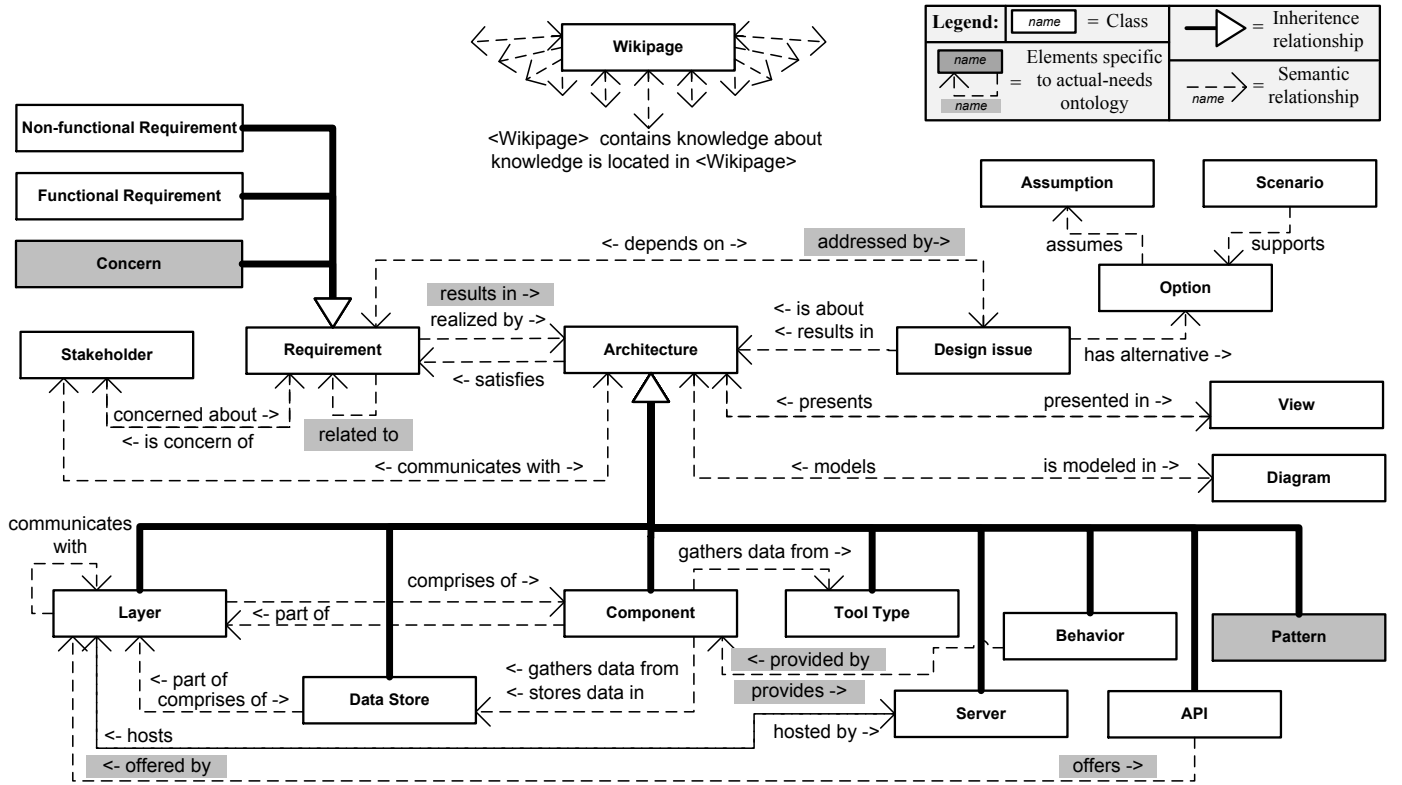 Wikipage
<Wikipage> contains knowledge about
knowledge is located in <Wikipage>
Legend:
name
= Class
name
name
=
Elements specific
to actual-needs
ontology
= Inheritence
relationship
name
= Semantic
relationship
Non-functional Requirement
Functional Requirement
Concern
Assumption
Scenario
assumes
supports
Option
<- depends on ->
addressed by->
results in ->
realized by ->
<- is about
<- results in
Stakeholder
Requirement
Architecture
Design issue
has alternative ->
<- satisfies
concerned about ->
<- is concern of
related to
<- presents
presented in ->
View
<- communicates with ->
<- models
is modeled in ->
Diagram
communicates
with
gathers data from ->
comprises of ->
<- part of
Layer
Component
Tool Type
Behavior
Pattern
<- provided by
provides ->
<- part of
comprises of ->
<- gathers data from
<- stores data in
Data Store
Server
API
<- hosts
hosted by ->
<- offered by
offers ->